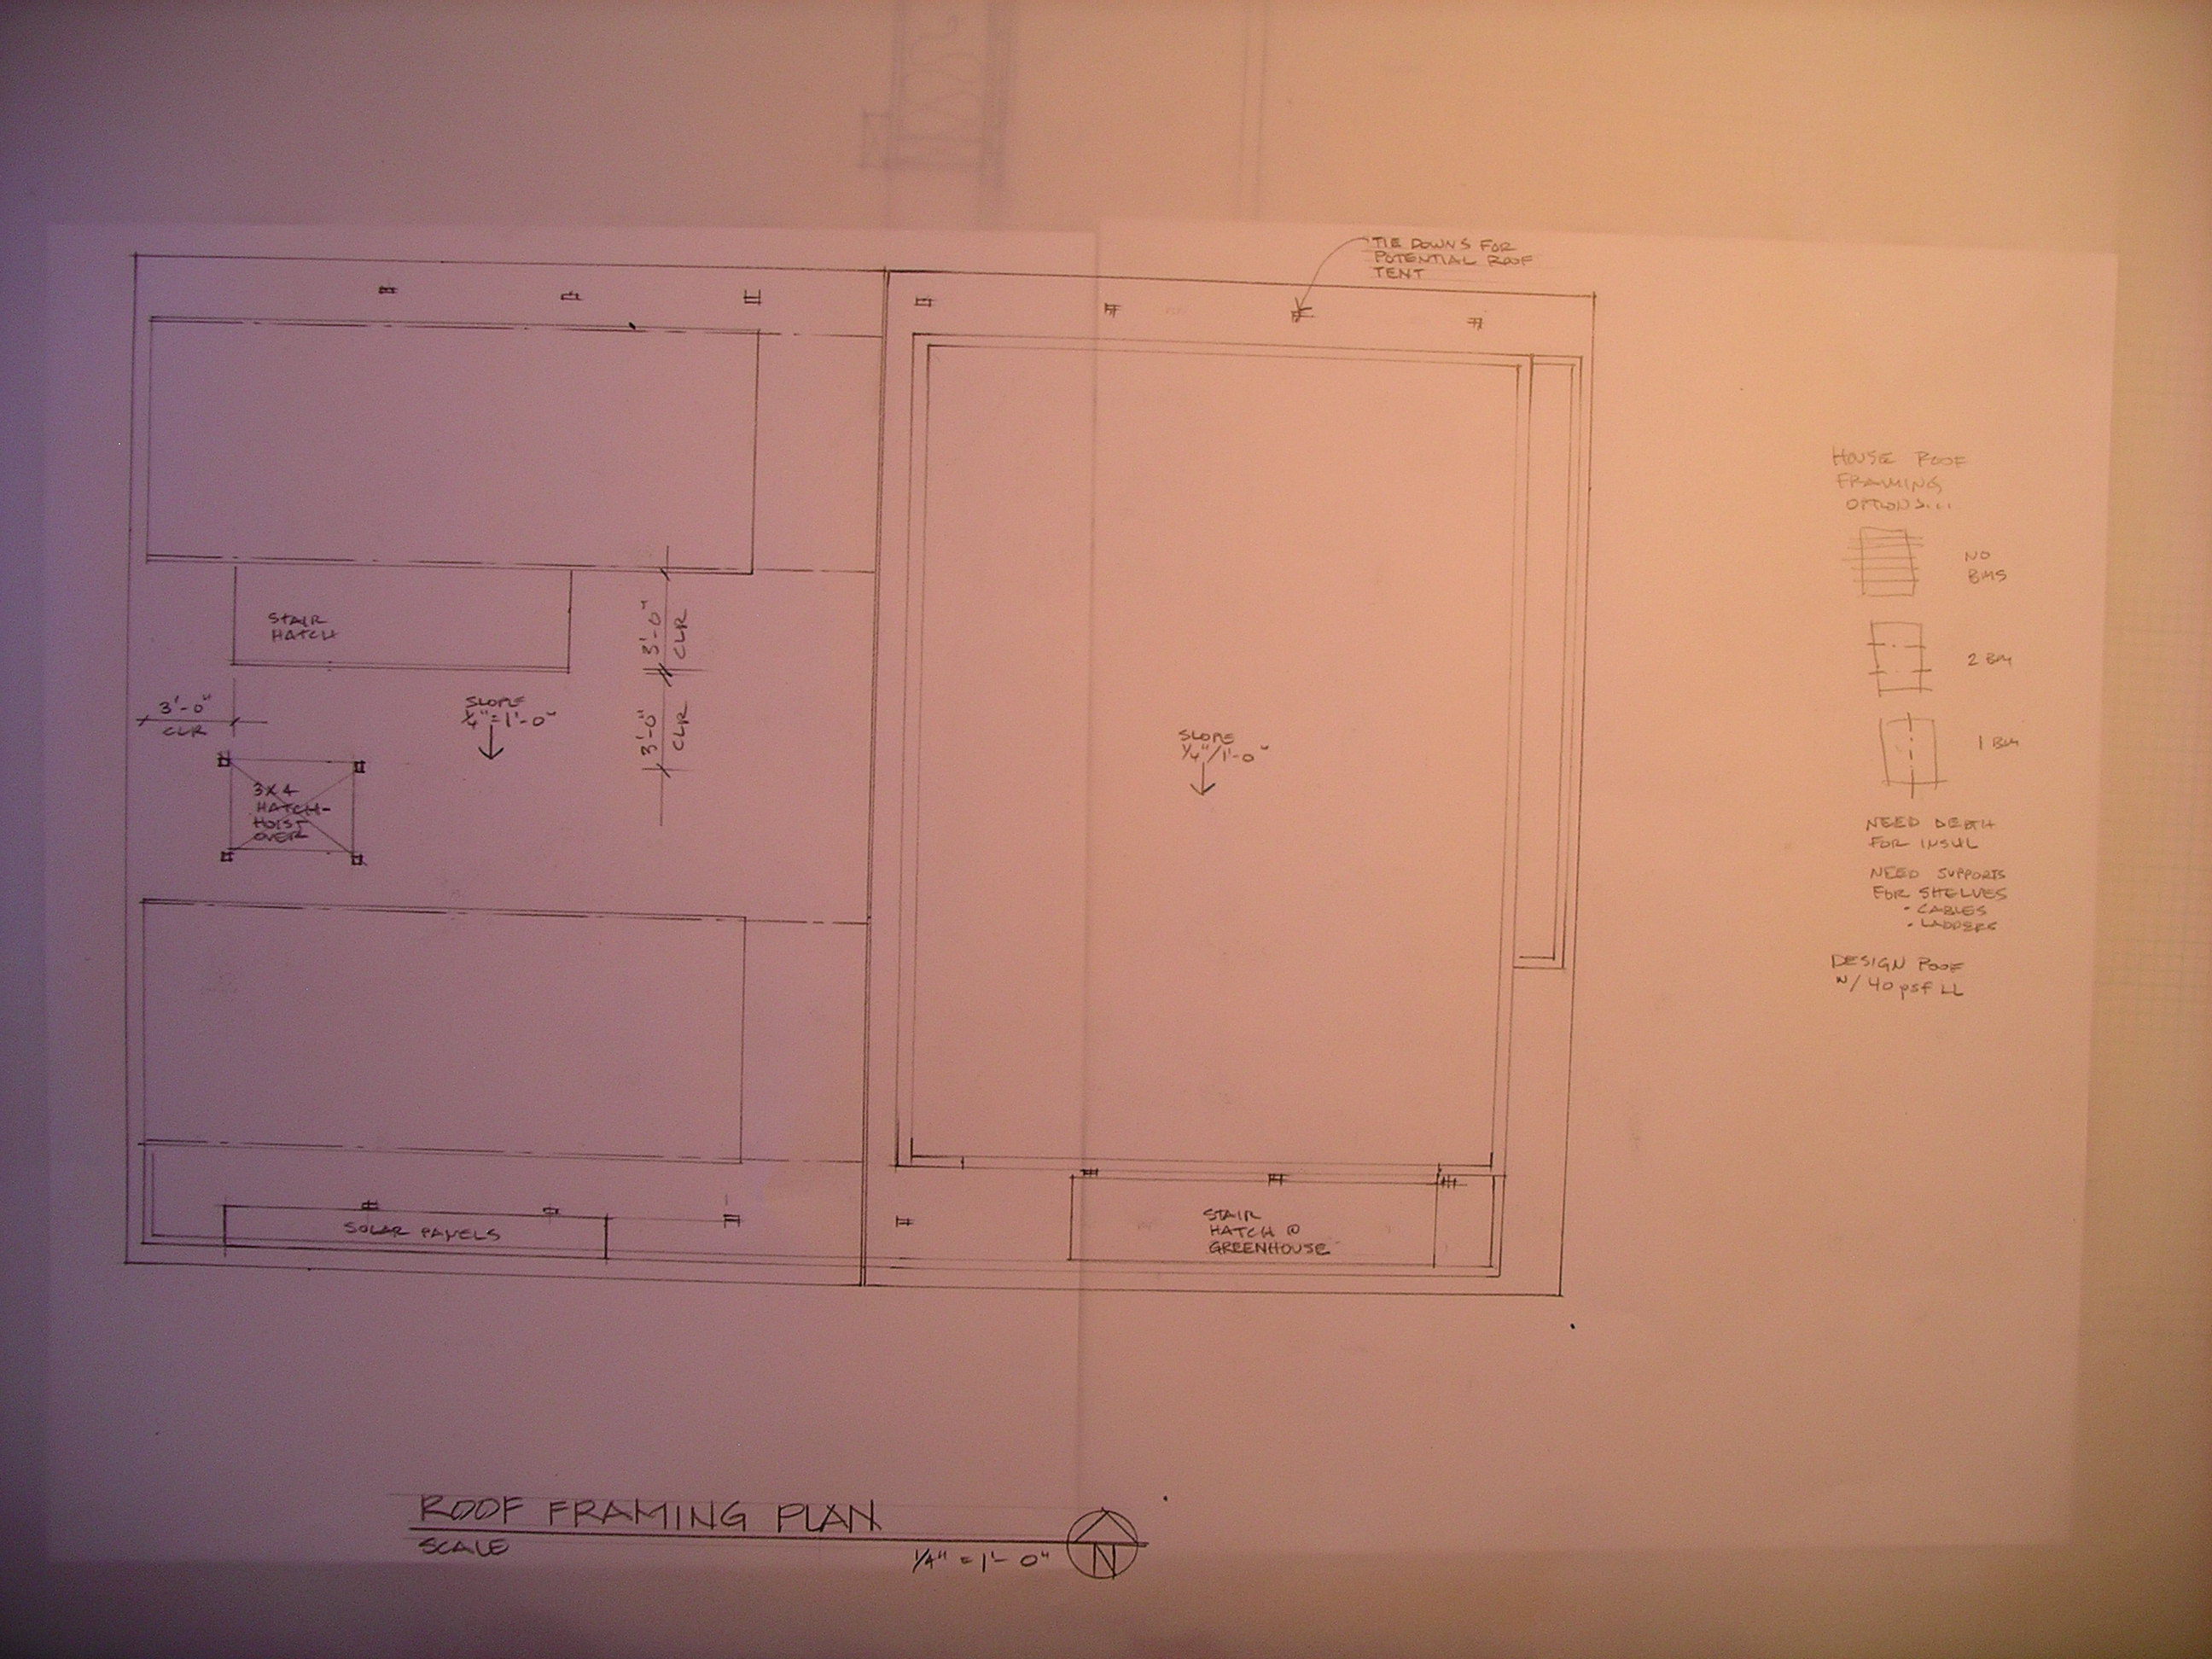 TIE DOWNS FOR
POTENTIAL ROOF
TENT
HOUSE ROOF
FRAMING
OPTIONS...
NO
BMS
2 BM
1 BM
NEED DEPTH
FOR INSUL
NEED SUPPORTS
FOR SHELVES
· CABLES
· LADDERS
DESIGN ROOF
W/ 40 psf LL
STAIR
HATCH
3'-0"
CLR
3'-0"
CLR
3'-0"
CLR
SLOPE
1/4" = 1'-0"
3X4
HATCH-
HOIST
OVER
SLOPE
1/4"/1'-0"
SOLAR PANELS
STAIR
HATCH @
GREENHOUSE
ROOF FRAMING PLAN
SCALE 1/4" = 1'-0"
N